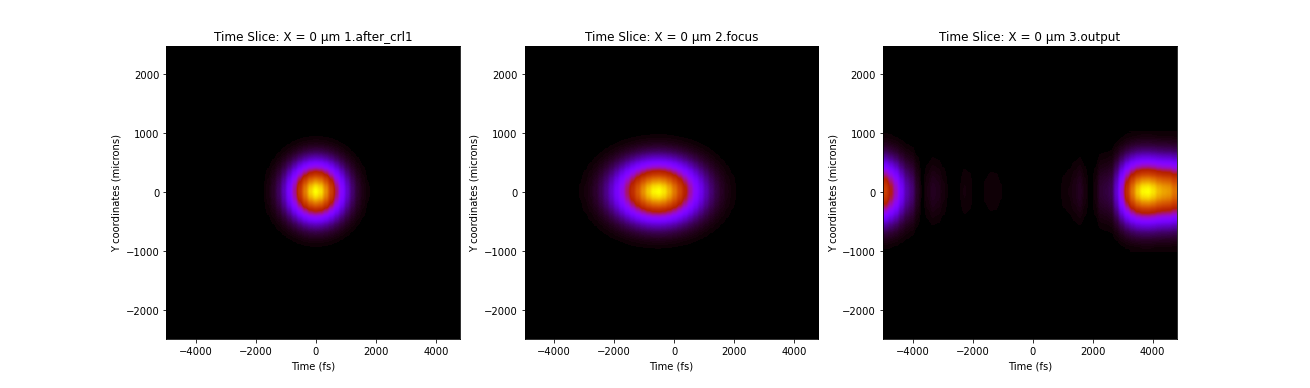 Time Slice: X = 0 μm 1.after_crl1
2000
1000
0
−1000
−2000
Y coordinates (microns)
−4000 −2000 0 2000 4000
Time (fs)
Time Slice: X = 0 μm 2.focus
2000
1000
0
−1000
−2000
Y coordinates (microns)
−4000 −2000 0 2000 4000
Time (fs)
Time Slice: X = 0 μm 3.output
2000
1000
0
−1000
−2000
Y coordinates (microns)
−4000 −2000 0 2000 4000
Time (fs)